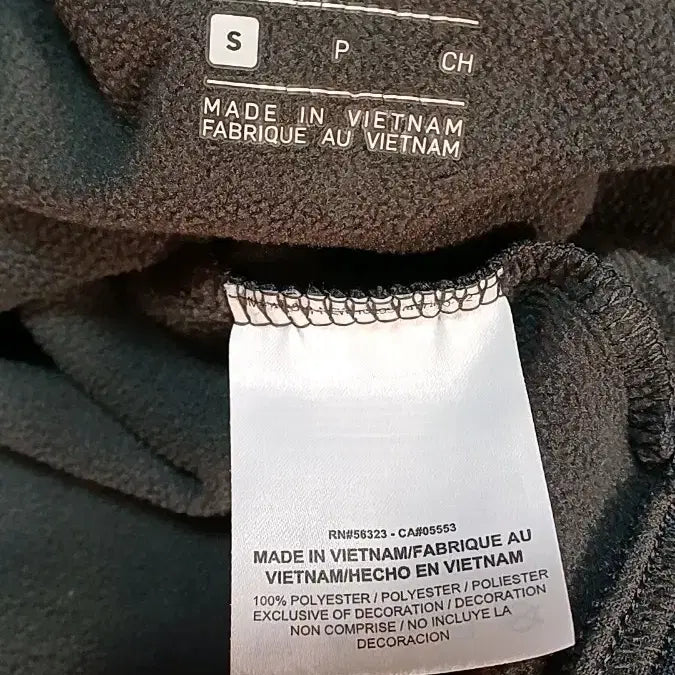 S P CH
MADE IN VIETNAM
FABRIQUE AU VIETNAM
RN#56323 - CA#05553
MADE IN VIETNAM/FABRIQUE AU
VIETNAM/HECHO EN VIETNAM
100% POLYESTER / POLYESTER / POLIESTER
EXCLUSIVE OF DECORATION / DECORATION
NON COMPRISE / NO INCLUYE LA
DECORACION